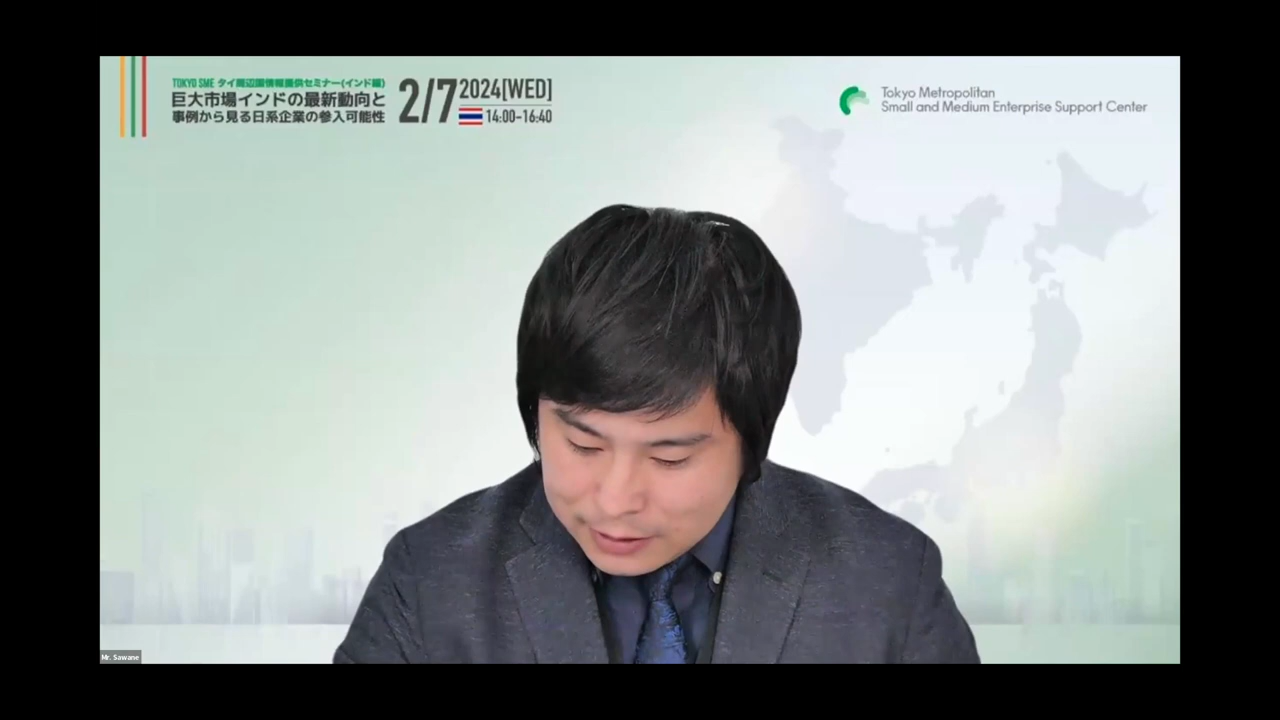 TOKYO SME タイ周辺国情報提供セミナー(インド編)
巨大市場インドの最新動向と
事例から見る日系企業の参入可能性
2/7 2024[WED]
14:00-16:40
Tokyo Metropolitan
Small and Medium Enterprise Support Center
Mr. Sawane